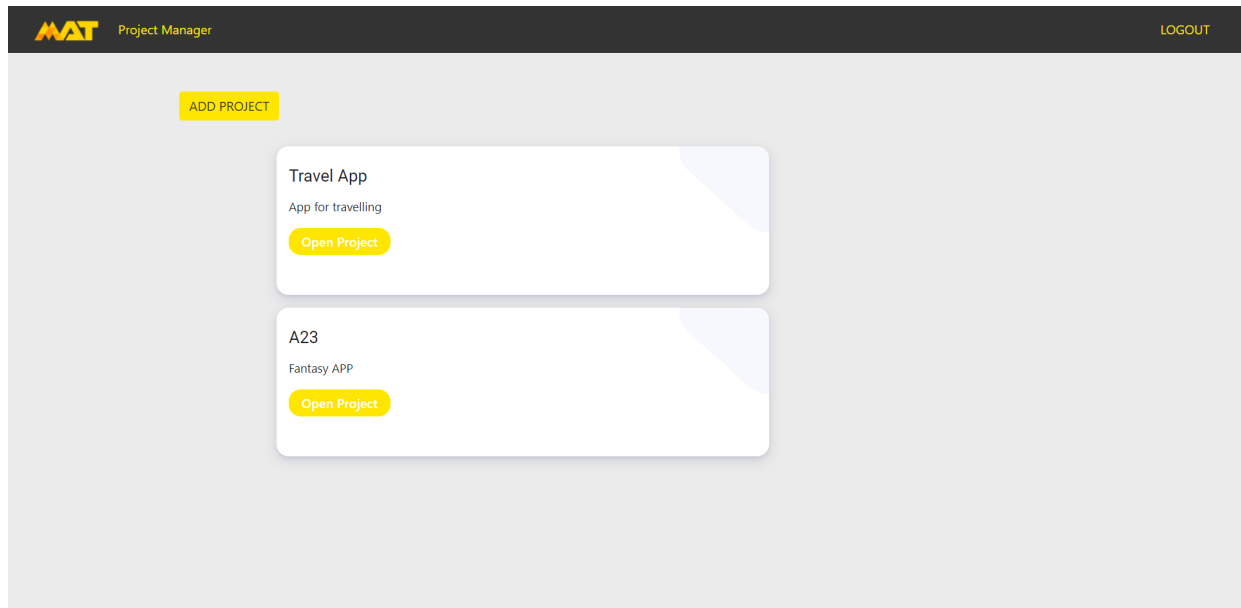 MAT Project Manager LOGOUT
ADD PROJECT
Travel App
App for travelling
Open Project
A23
Fantasy APP
Open Project